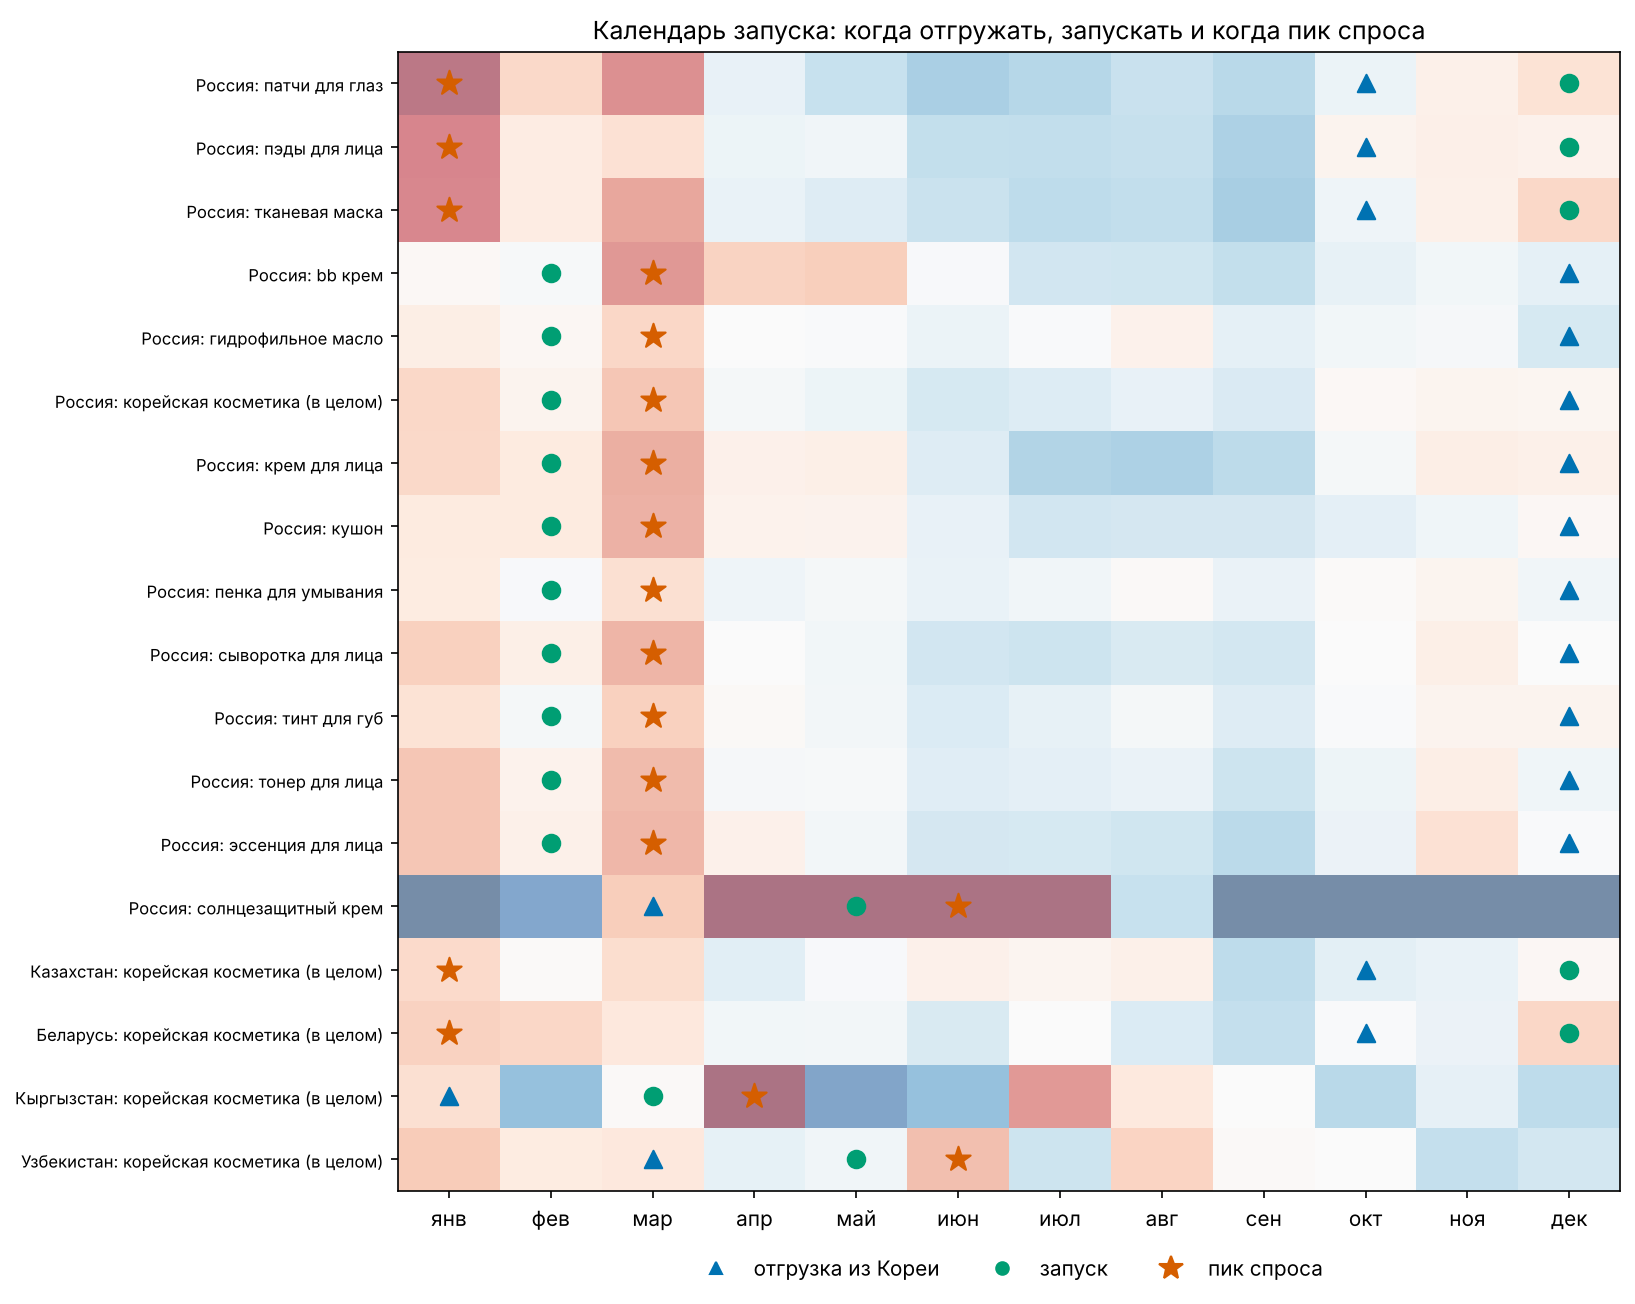 Календарь запуска: когда отгружать, запускать и когда пик спроса
Россия: патчи для глаз
Россия: пэды для лица
Россия: тканевая маска
Россия: bb крем
Россия: гидрофильное масло
Россия: корейская косметика (в целом)
Россия: крем для лица
Россия: кушон
Россия: пенка для умывания
Россия: сыворотка для лица
Россия: тинт для губ
Россия: тонер для лица
Россия: эссенция для лица
Россия: солнцезащитный крем
Казахстан: корейская косметика (в целом)
Беларусь: корейская косметика (в целом)
Кыргызстан: корейская косметика (в целом)
Узбекистан: корейская косметика (в целом)
янв фев мар апр май июн июл авг сен окт ноя дек
отгрузка из Кореи запуск пик спроса